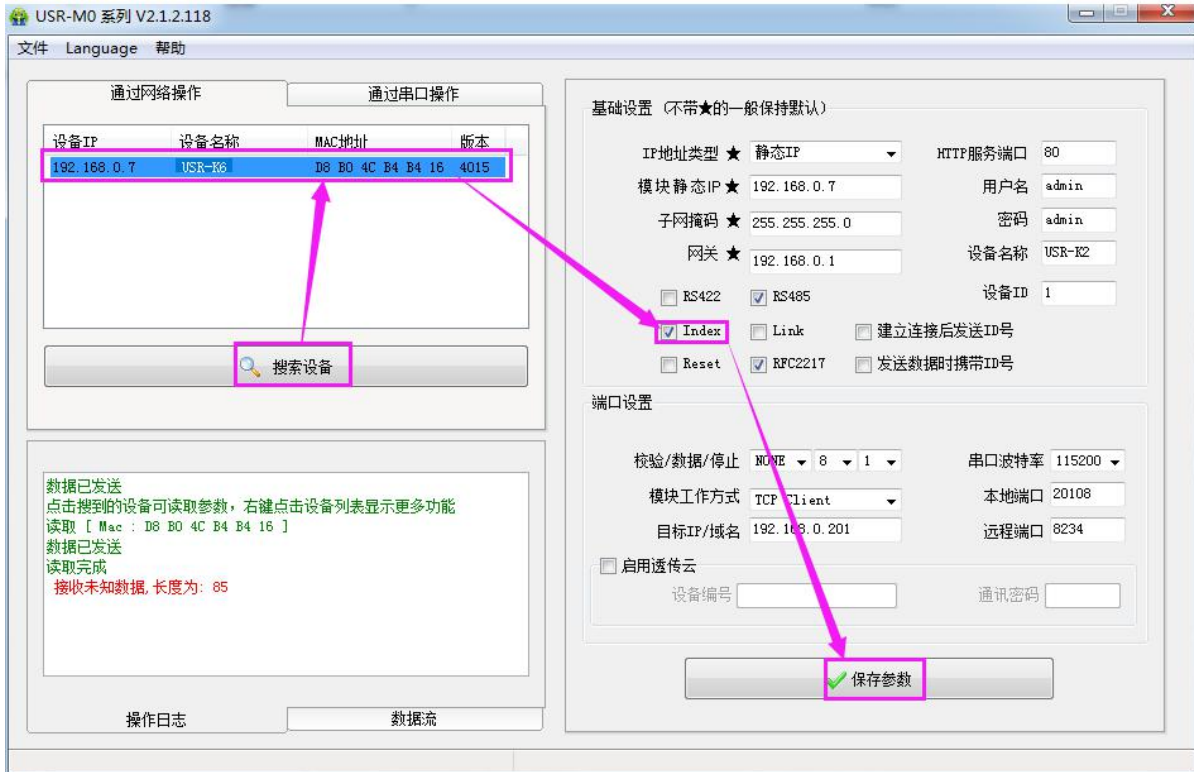 USR-M0 系列 V2.1.2.118
文件 Language 帮助
通过网络操作 通过串口操作
设备IP 设备名称 MAC地址 版本
192.168.0.7 USR-K6 D8 B0 4C B4 B4 16 4015
搜索设备
数据已发送
点击搜到的设备可读取参数，右键点击设备列表显示更多功能
读取 [ Mac : D8 B0 4C B4 B4 16 ]
数据已发送
读取完成
接收未知数据,长度为: 85
操作日志 数据流
基础设置 (不带★的一般保持默认)
IP地址类型 ★ 静态IP HTTP服务端口 80
模块静态IP★ 192.168.0.7 用户名 admin
子网掩码 ★ 255.255.255.0 密码 admin
网关 ★ 192.168.0.1 设备名称 USR-K2
RS422 RS485 设备ID 1
Index Link 建立连接后发送ID号
Reset RFC2217 发送数据时携带ID号
端口设置
校验/数据/停止 NONE 8 1 串口波特率 115200
模块工作方式 TCP Client 本地端口 20108
目标IP/域名 192.168.0.201 远程端口 8234
启用透传云
设备编号 通讯密码
保存参数